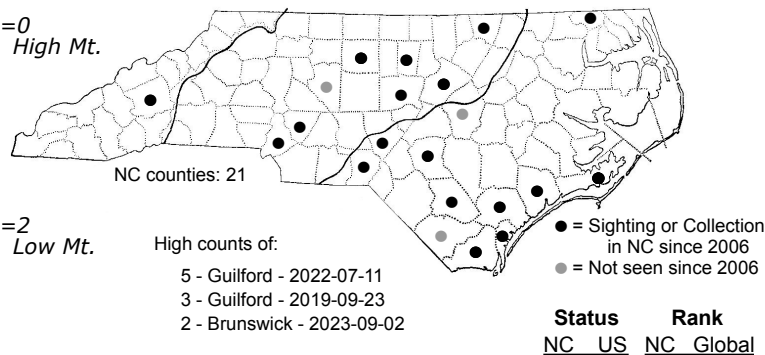 =0
High Mt.
NC counties: 21
=2
Low Mt.
High counts of:
5 - Guilford - 2022-07-11
3 - Guilford - 2019-09-23
2 - Brunswick - 2023-09-02
= Sighting or Collection
in NC since 2006
= Not seen since 2006
Status Rank
NC US NC Global